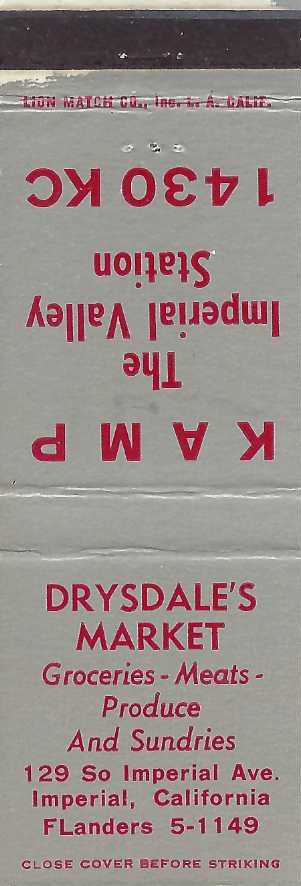 LION MATCH CO., Inc. L. A. CALIF.
K A M P
The
Imperial Valley
Station
1430 KC
DRYSDALE'S
MARKET
Groceries - Meats -
Produce
And Sundries
129 So Imperial Ave.
Imperial, California
FLanders 5-1149
CLOSE COVER BEFORE STRIKING